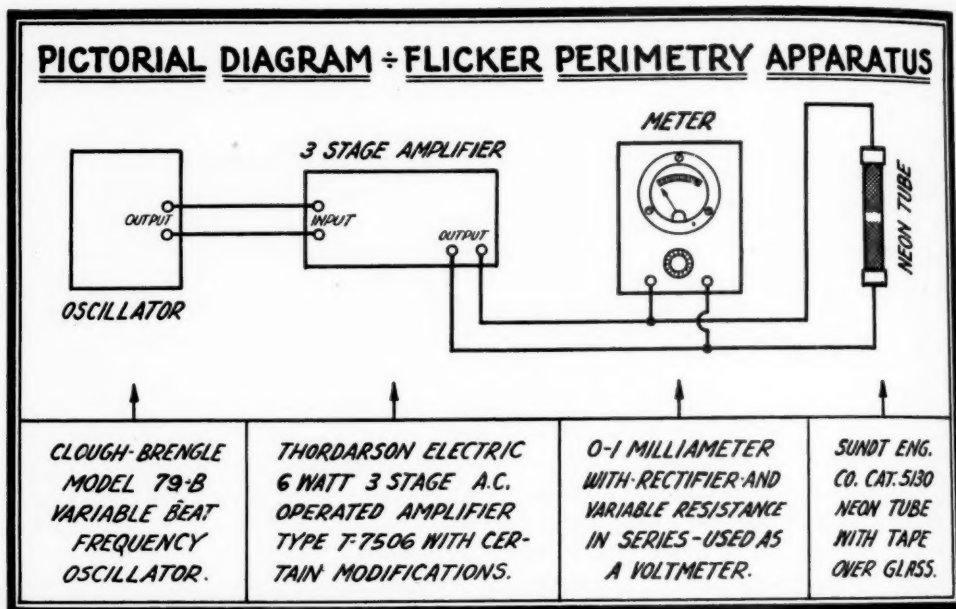 PICTORIAL DIAGRAM ÷ FLICKER PERIMETRY APPARATUS
METER
3 STAGE AMPLIFIER
OUTPUT
INPUT
OUTPUT
OSCILLATOR
NEON TUBE
CLOUGH-BRENGLE
MODEL 79-B
VARIABLE BEAT
FREQUENCY
OSCILLATOR.
THORDARSON ELECTRIC
6 WATT 3 STAGE A.C.
OPERATED AMPLIFIER
TYPE T-7506 WITH CER-
TAIN MODIFICATIONS.
0-1 MILLIAMETER
WITH-RECTIFIER-AND
VARIABLE RESISTANCE
IN SERIES-USED AS
A VOLTMETER.
SUNDT ENG.
CO. CAT. 5130
NEON TUBE
WITH TAPE
OVER GLASS.